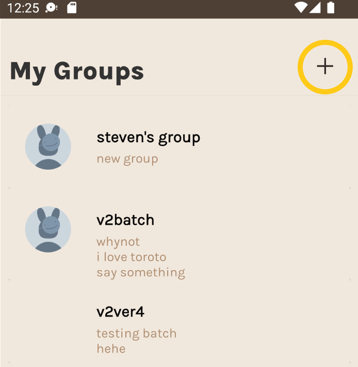 12:25
My Groups
steven's group
new group
v2batch
whynot
i love toroto
say something
v2ver4
testing batch
hehe